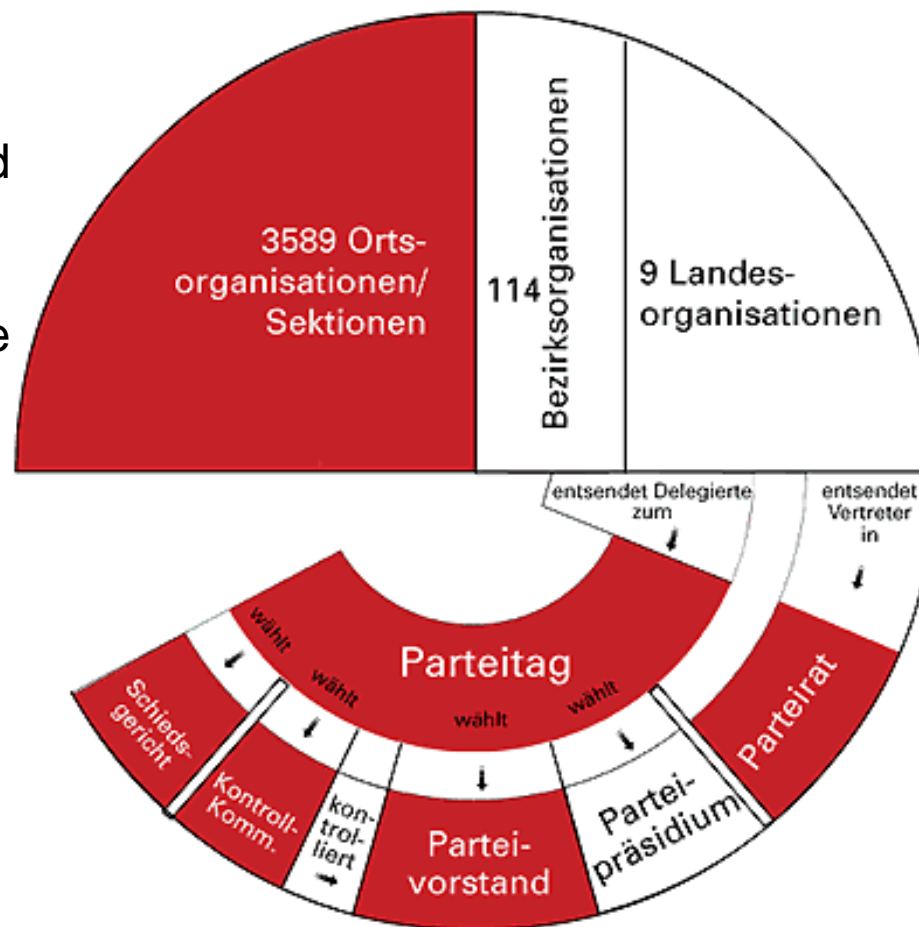 d
e
3589 Orts-
organisationen/
Sektionen
114
Bezirksorganisationen
9 Landes-
organisationen
entsendet Delegierte
zum
entsendet
Vertreter
in
wählt
wählt
wählt
wählt
Parteitag
Schieds-
gericht
Kontroll-
Komm.
kon-
trol-
liert
Partei-
vorstand
Partei-
präsidium
Parteirat